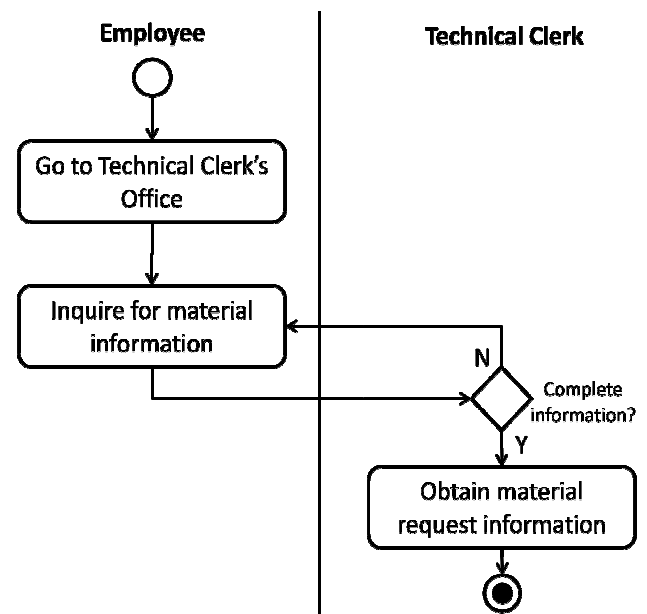 Employee
Technical Clerk
Go to Technical Clerk's
Office
Inquire for material
information
N
Complete
information?
Y
Obtain material
request information